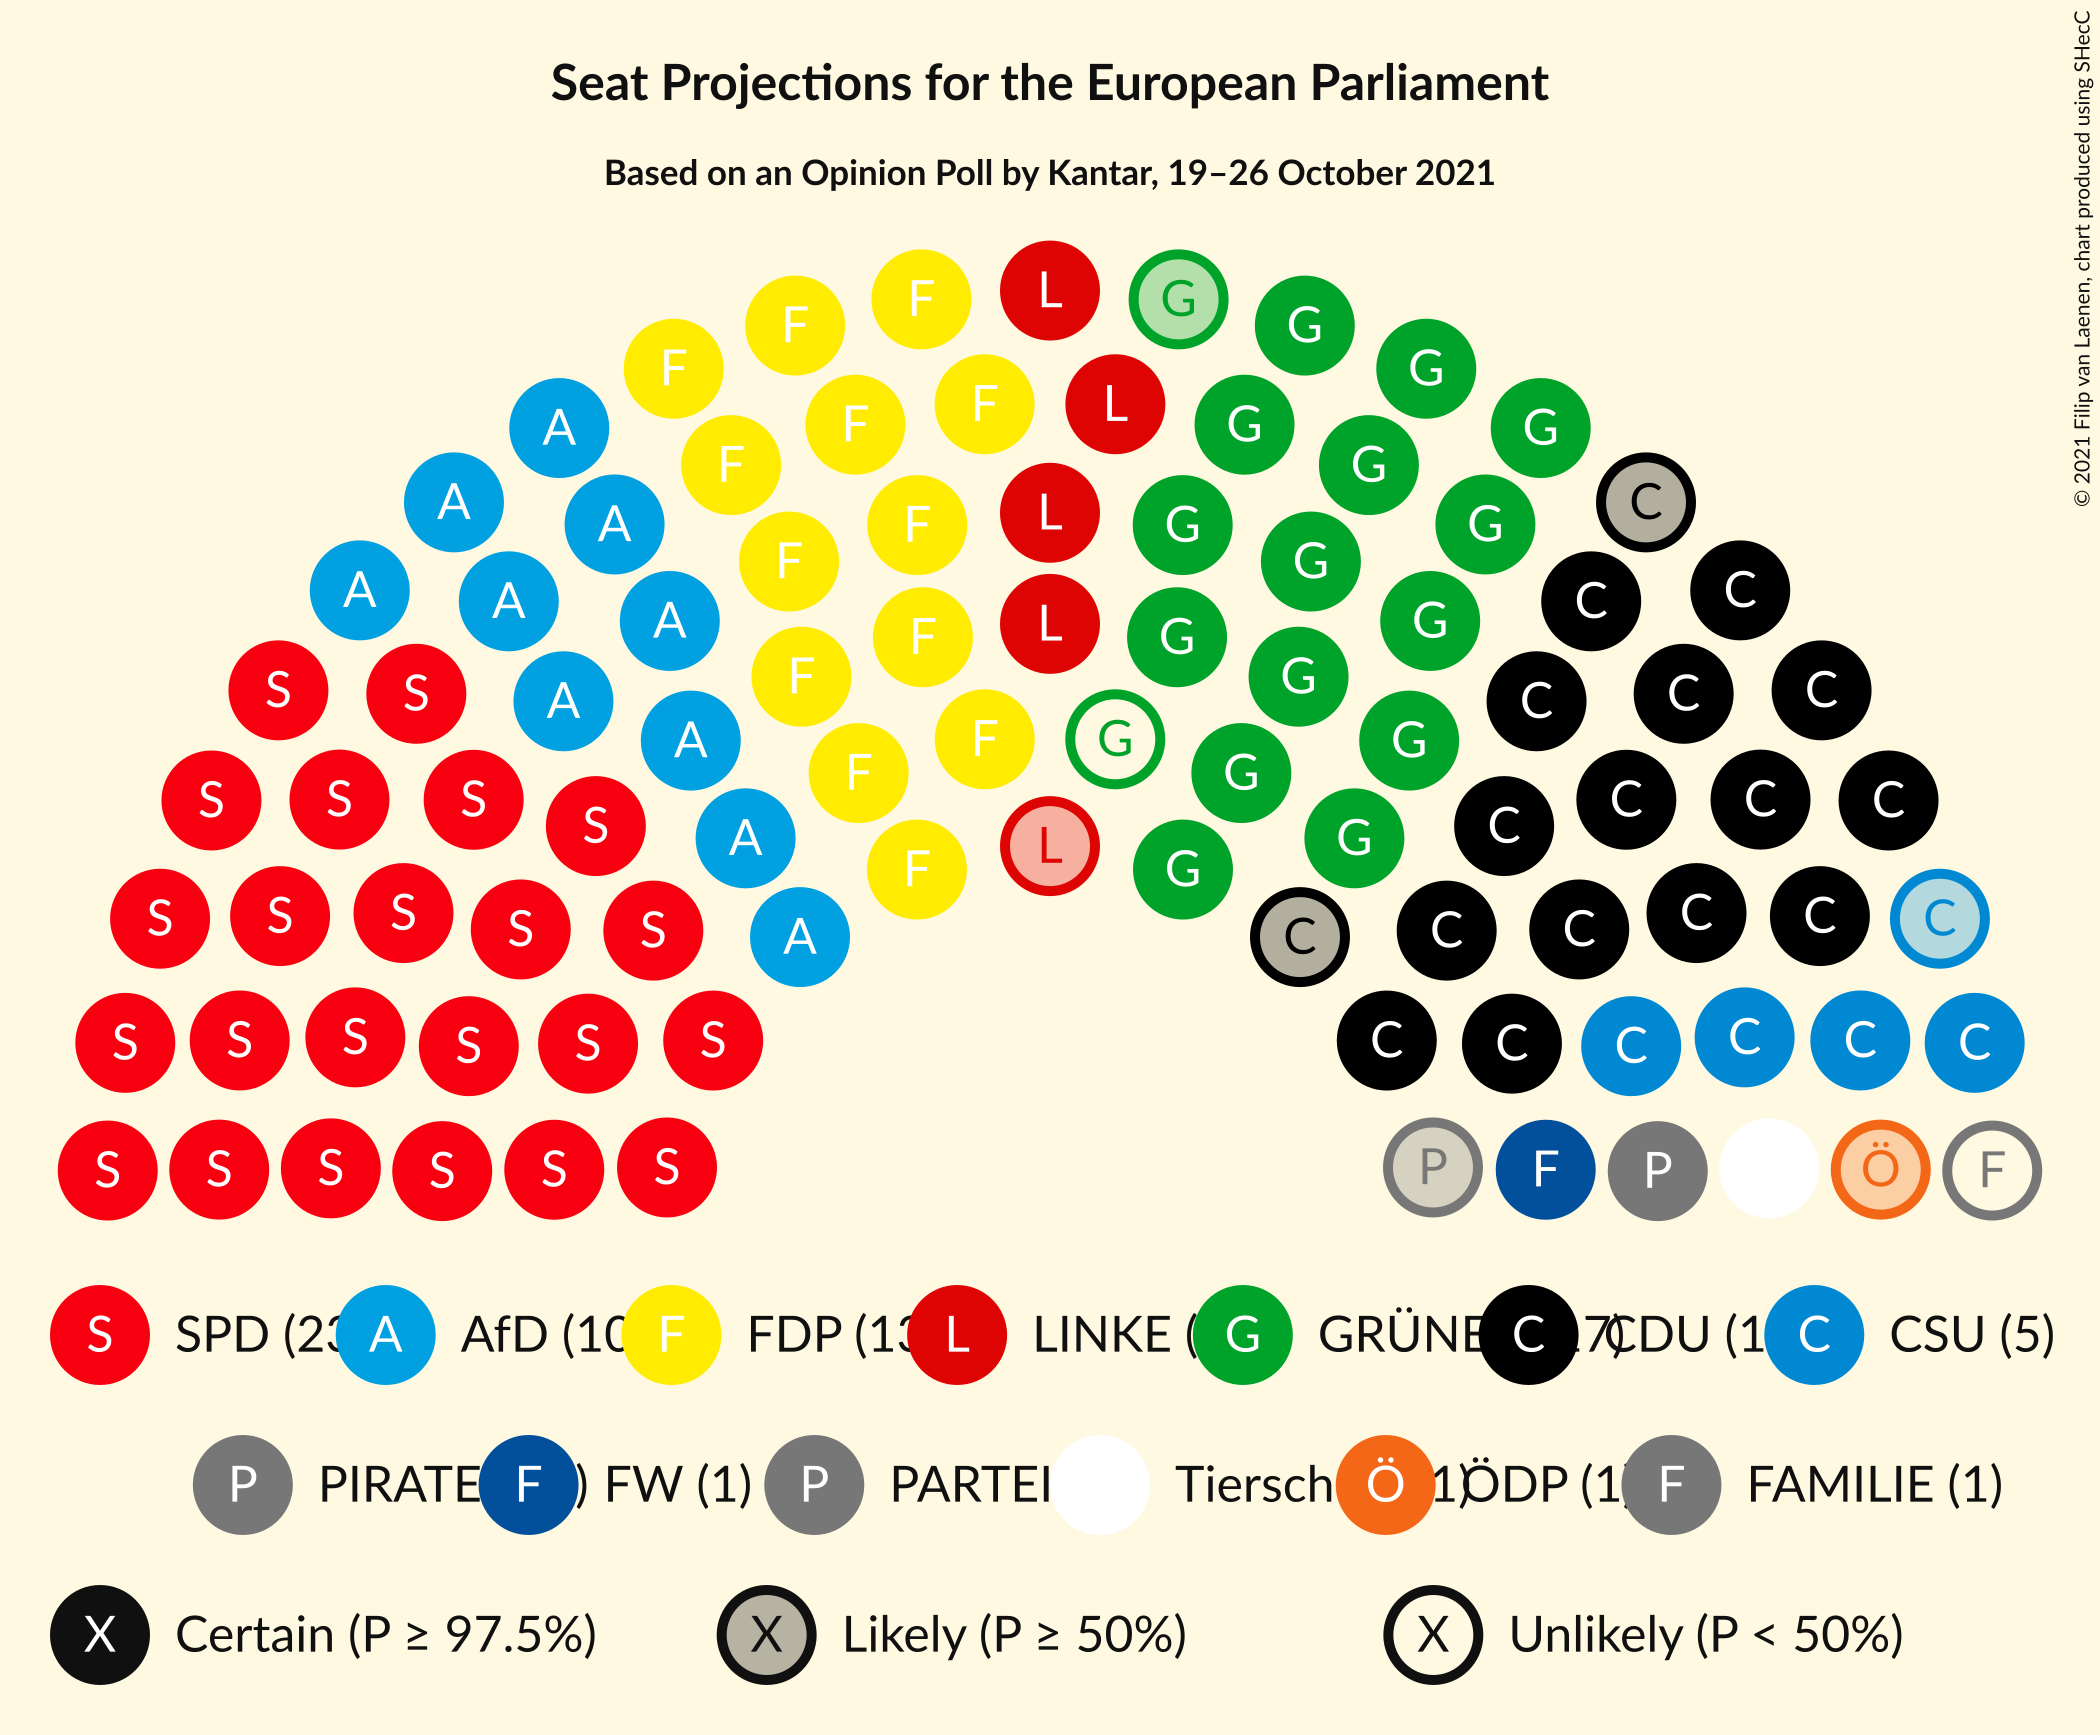 Seat Projections for the European Parliament
Based on an Opinion Poll by Kantar, 19–26 October 2021
© 2021 Filip van Laenen, chart produced using SHecC
L
F G
F G
F L G
F F G G
A F G G
A F L G C
A F G G
F G
A A L C C
A F G C
A F G
S S A C C C
A F G G
F G
S S S C C C
S C
A G
L
F G
S S S C C C
S S A C C C
S S S S S S C C C C C C
S S S S S S P F P Ö F
S SPD (23 A AfD (10 F FDP (13 L LINKE ( G GRÜNE C 7) CDU (1 C CSU (5)
P PIRATE F ) FW (1) P PARTEI Tiersch Ö 1) ÖDP (1) F FAMILIE (1)
X Certain (P ≥ 97.5%) X Likely (P ≥ 50%) X Unlikely (P < 50%)